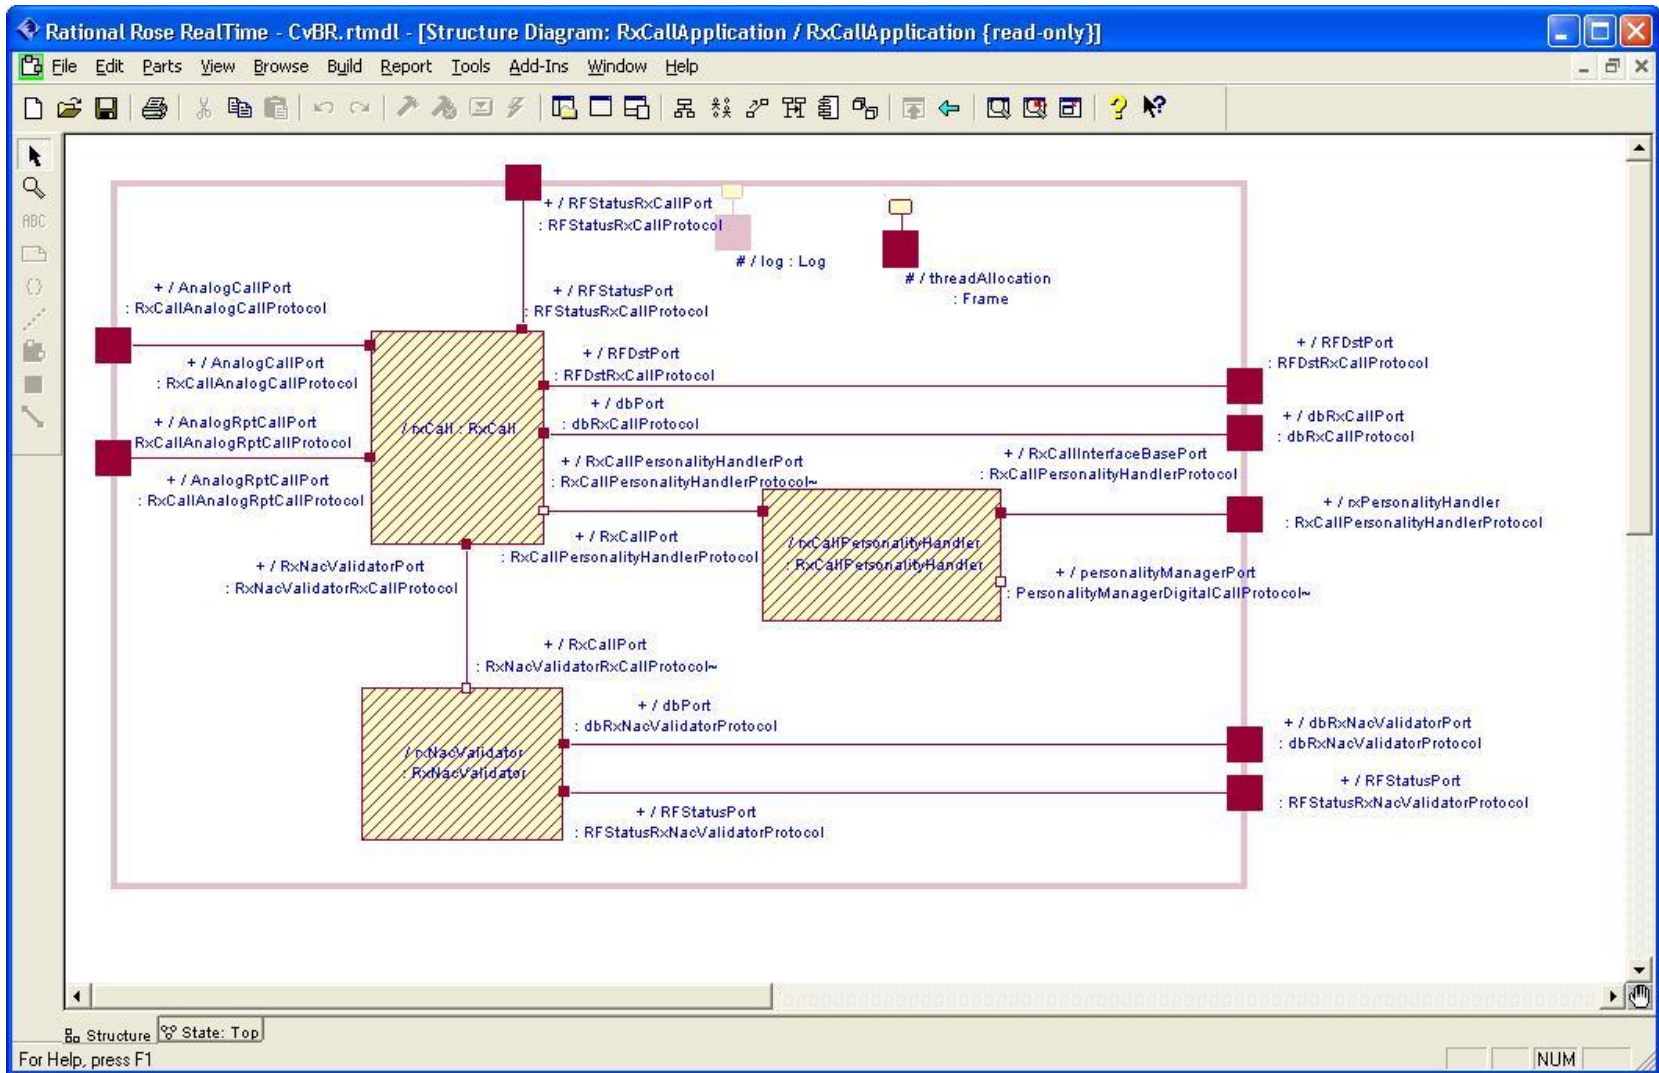 Rational Rose RealTime - CvBR.rtmdl - [Structure Diagram: RxCallApplication / RxCallApplication {read-only}]
File Edit Parts View Browse Build Report Tools Add-Ins Window Help
ABC
+ / RFStatusRxCallPort
: RFStatusRxCallProtocol
# / log : Log
# / threadAllocation
: Frame
+ / AnalogCallPort
: RxCallAnalogCallProtocol
+ / RFStatusPort
: RFStatusRxCallProtocol
+ / AnalogCallPort
: RxCallAnalogCallProtocol
+ / RFDstPort
: RFDstRxCallProtocol
+ / RFDstPort
: RFDstRxCallProtocol
+ / AnalogRptCallPort
RxCallAnalogRptCallProtocol
/ rxCall : RxCall
+ / dbPort
: dbRxCallProtocol
+ / dbRxCallPort
: dbRxCallProtocol
+ / AnalogRptCallPort
: RxCallAnalogRptCallProtocol
+ / RxCallPersonalityHandlerPort
: RxCallPersonalityHandlerProtocol~
+ / RxCallInterfaceBasePort
: RxCallPersonalityHandlerProtocol
+ / rxPersonalityHandler
: RxCallPersonalityHandlerProtocol
+ / RxCallPort
: RxCallPersonalityHandlerProtocol
/ rxCallPersonalityHandler
: RxCallPersonalityHandler
+ / RxNacValidatorPort
: RxNacValidatorRxCallProtocol
+ / personalityManagerPort
: PersonalityManagerDigitalCallProtocol~
+ / RxCallPort
: RxNacValidatorRxCallProtocol~
+ / dbPort
: dbRxNacValidatorProtocol
+ / dbRxNacValidatorPort
: dbRxNacValidatorProtocol
/ rxNacValidator
: RxNacValidator
+ / RFStatusPort
: RFStatusRxNacValidatorProtocol
+ / RFStatusPort
: RFStatusRxNacValidatorProtocol
Structure State: Top
For Help, press F1 NUM